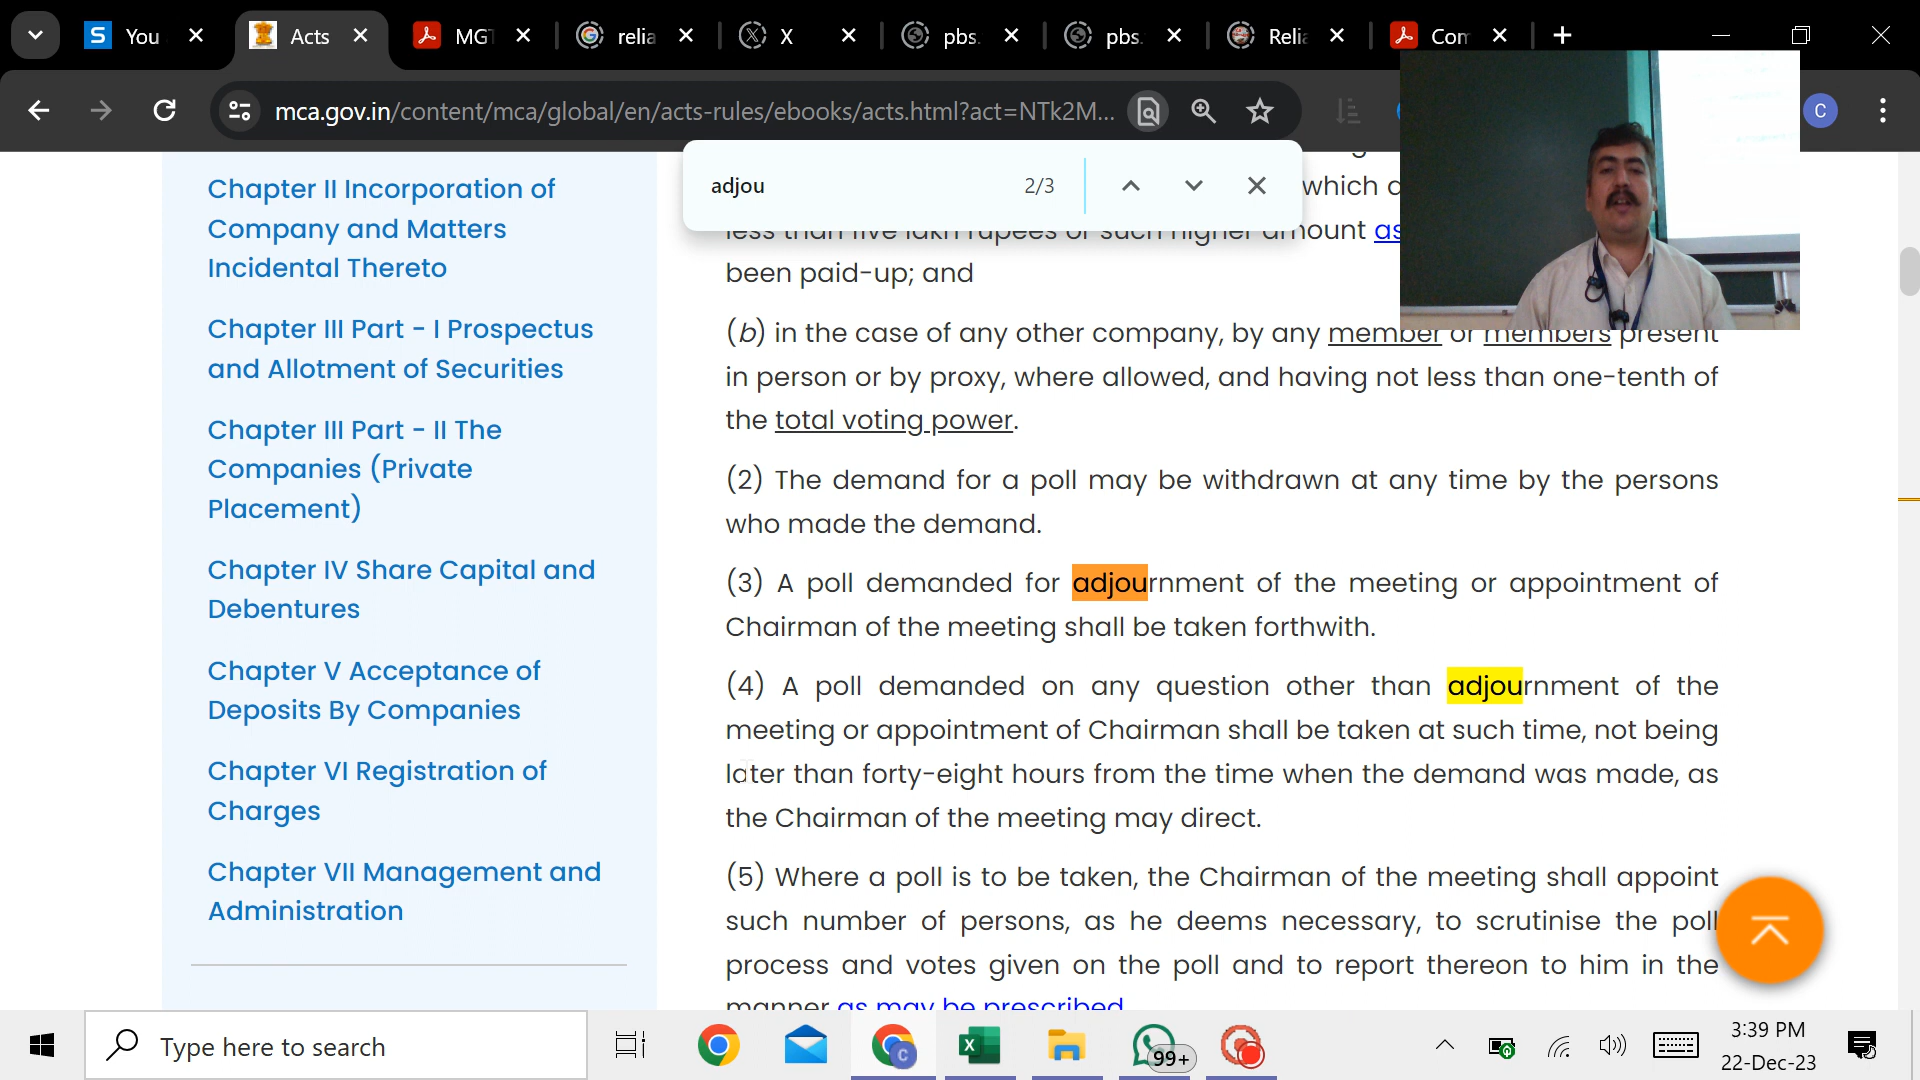 You
Acts
MGT
relia
X
pbs.
pbs.
Relia
Com
mca.gov.in/content/mca/global/en/acts-rules/ebooks/acts.html?act=NTk2M...
C
adjou
2/3
Chapter II Incorporation of
Company and Matters
Incidental Thereto
Chapter III Part - I Prospectus
and Allotment of Securities
Chapter III Part - II The
Companies (Private
Placement)
Chapter IV Share Capital and
Debentures
Chapter V Acceptance of
Deposits By Companies
Chapter VI Registration of
Charges
Chapter VII Management and
Administration
which
less than five lakh rupees or such higher amount as
been paid-up; and
(b) in the case of any other company, by any member or members present
in person or by proxy, where allowed, and having not less than one-tenth of
the total voting power.
(2) The demand for a poll may be withdrawn at any time by the persons
who made the demand.
(3) A poll demanded for adjournment of the meeting or appointment of
Chairman of the meeting shall be taken forthwith.
(4) A poll demanded on any question other than adjournment of the
meeting or appointment of Chairman shall be taken at such time, not being
later than forty-eight hours from the time when the demand was made, as
the Chairman of the meeting may direct.
(5) Where a poll is to be taken, the Chairman of the meeting shall appoint
such number of persons, as he deems necessary, to scrutinise the poll
process and votes given on the poll and to report thereon to him in the
manner as may be prescribed
Type here to search
C
99+
3:39 PM
22-Dec-23